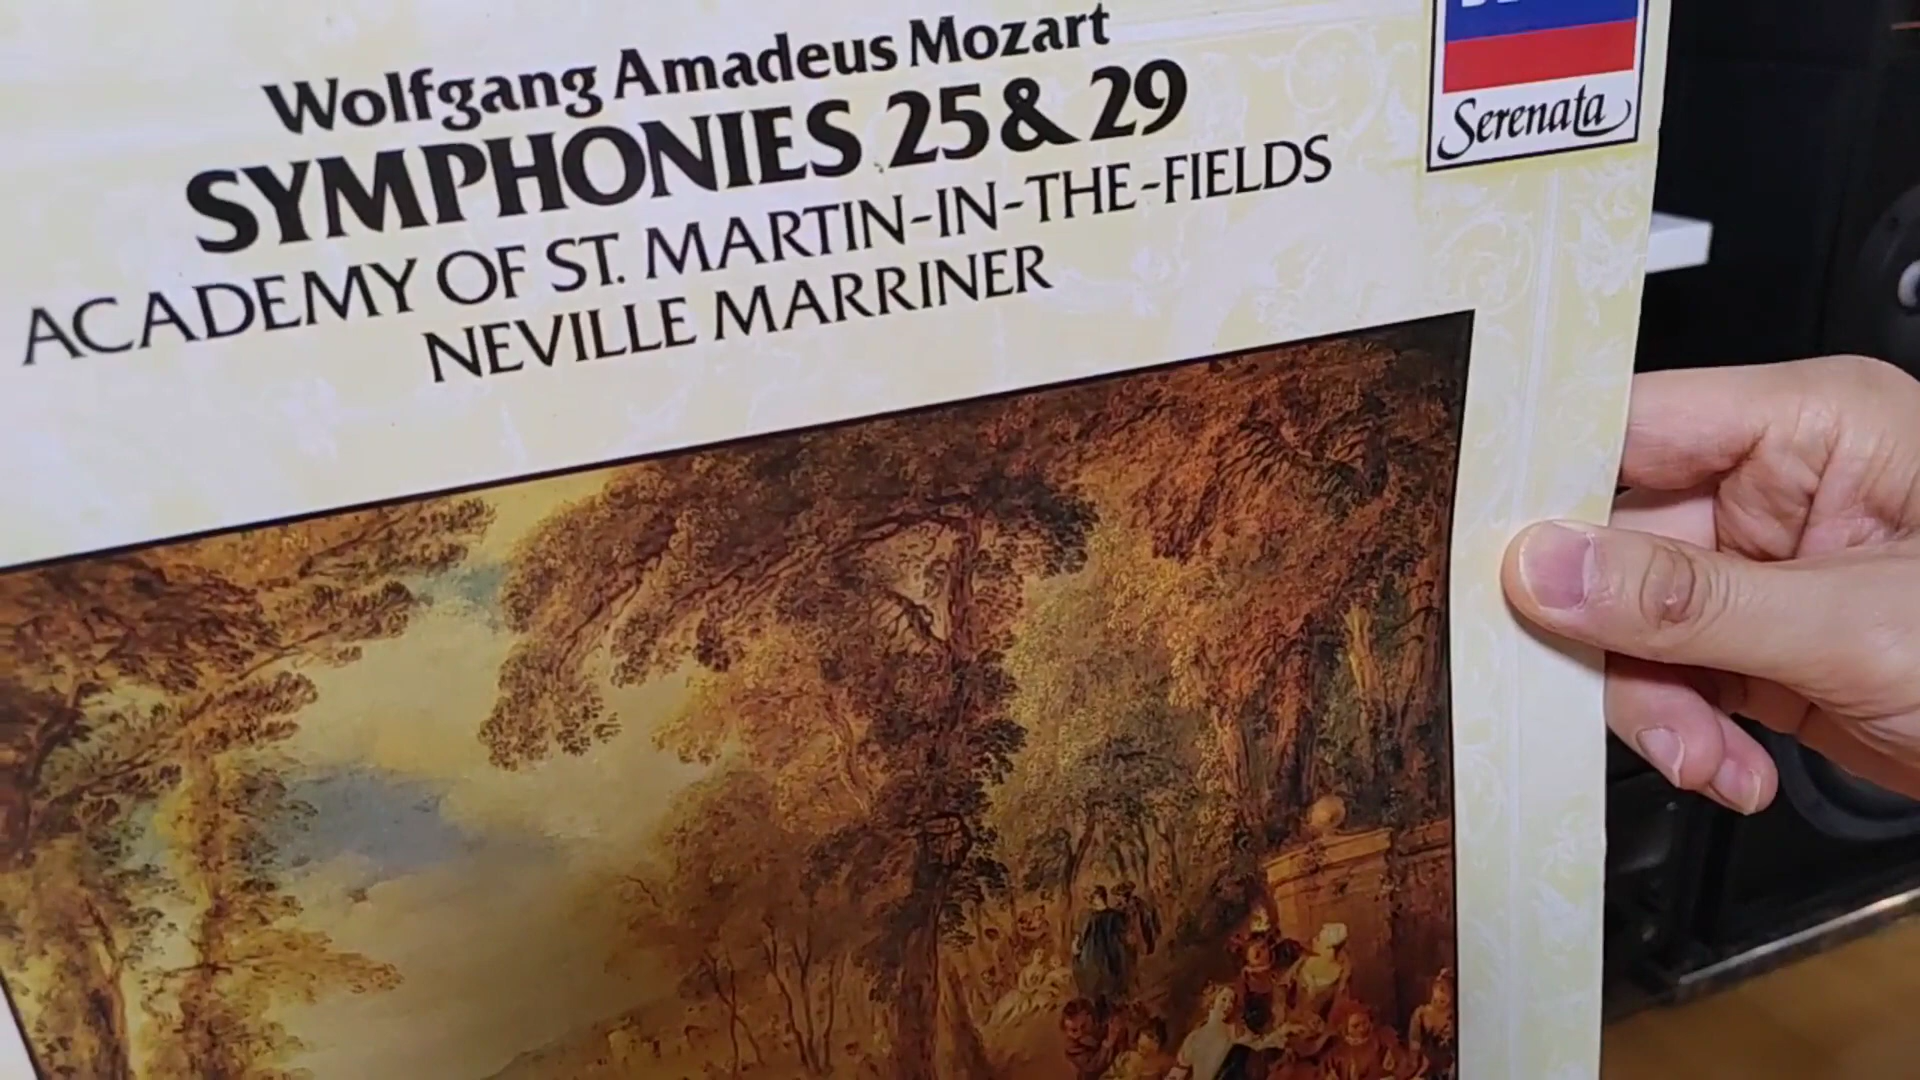 Wolfgang Amadeus Mozart
SYMPHONIES 25 & 29
ACADEMY OF ST. MARTIN-IN-THE-FIELDS
NEVILLE MARRINER
Serenata